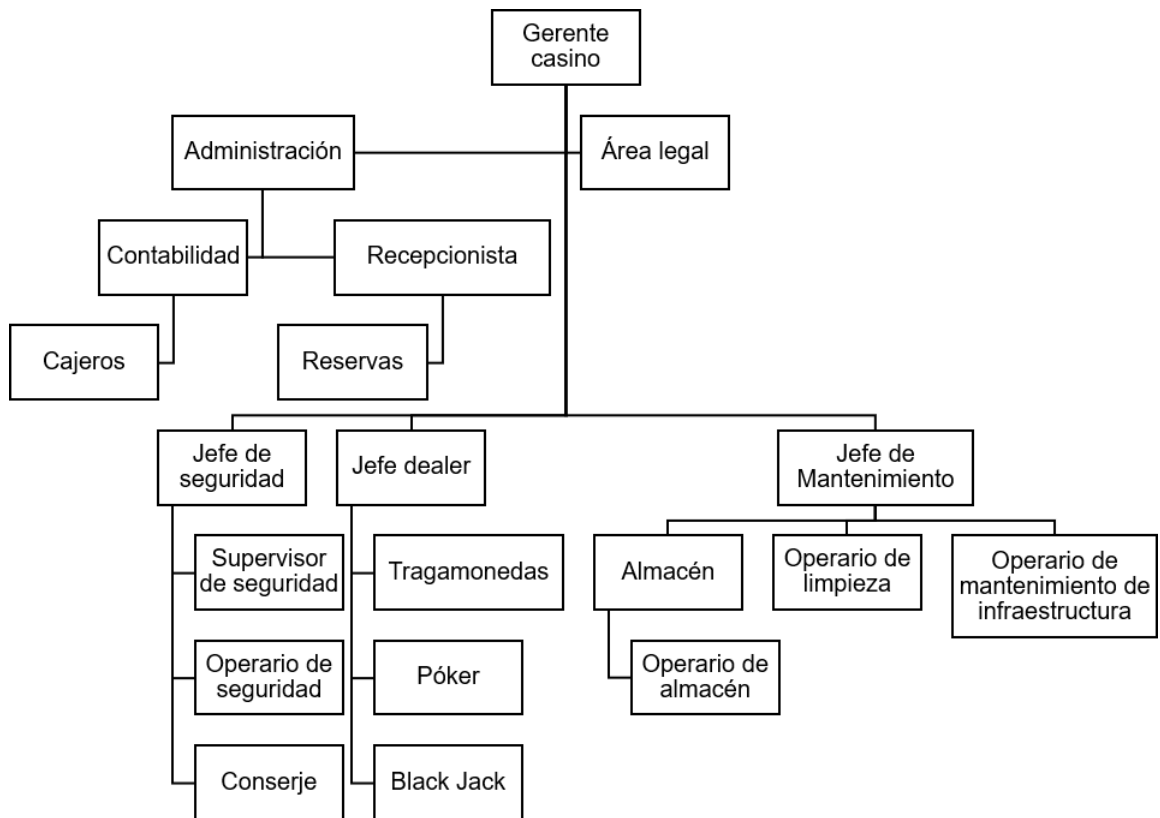 Gerente
casino
Administración
Área legal
Contabilidad
Recepcionista
Cajeros
Reservas
Jefe de
seguridad
Jefe dealer
Jefe de
Mantenimiento
Supervisor
de seguridad
Tragamonedas
Almacén
Operario de
limpieza
Operario de
mantenimiento de
infraestructura
Operario de
seguridad
Póker
Operario de
almacén
Conserje
Black Jack